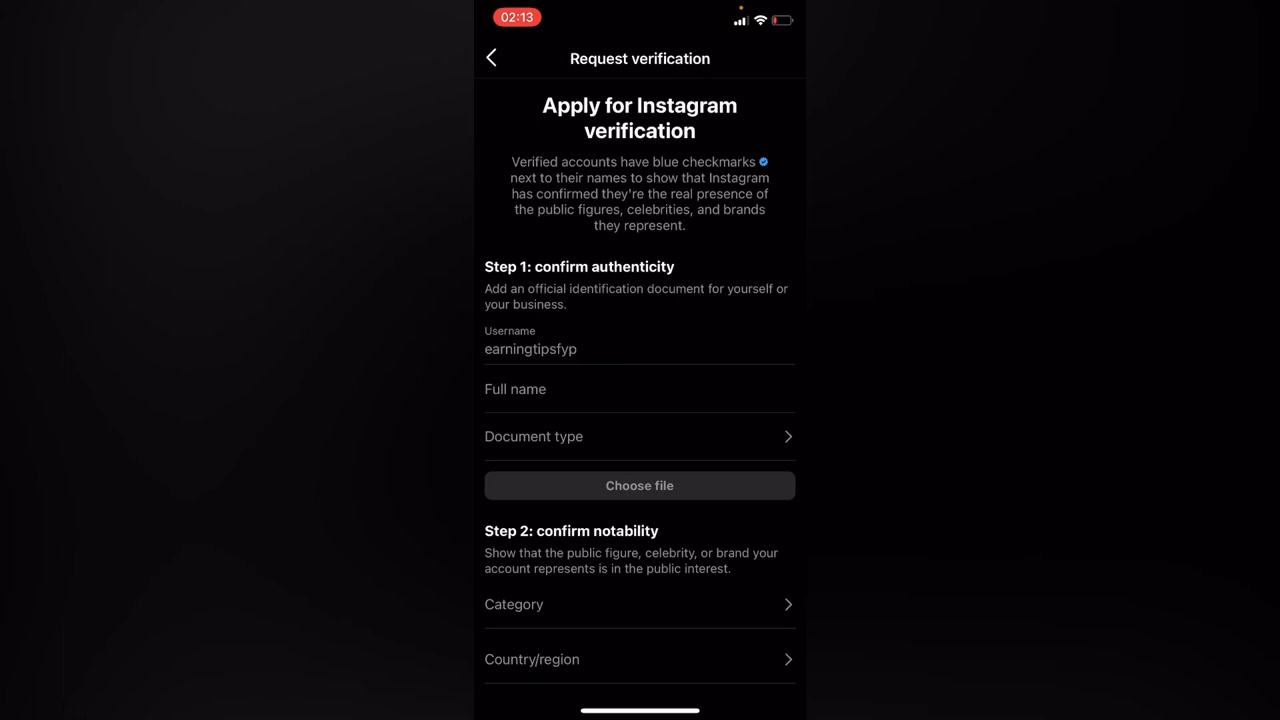 02:13
Request verification
Apply for Instagram
verification
Verified accounts have blue checkmarks
next to their names to show that Instagram
has confirmed they're the real presence of
the public figures, celebrities, and brands
they represent.
Step 1: confirm authenticity
Add an official identification document for yourself or
your business.
Username
earningtipsfyp
Full name
Document type
Choose file
Step 2: confirm notability
Show that the public figure, celebrity, or brand your
account represents is in the public interest.
Category
Country/region